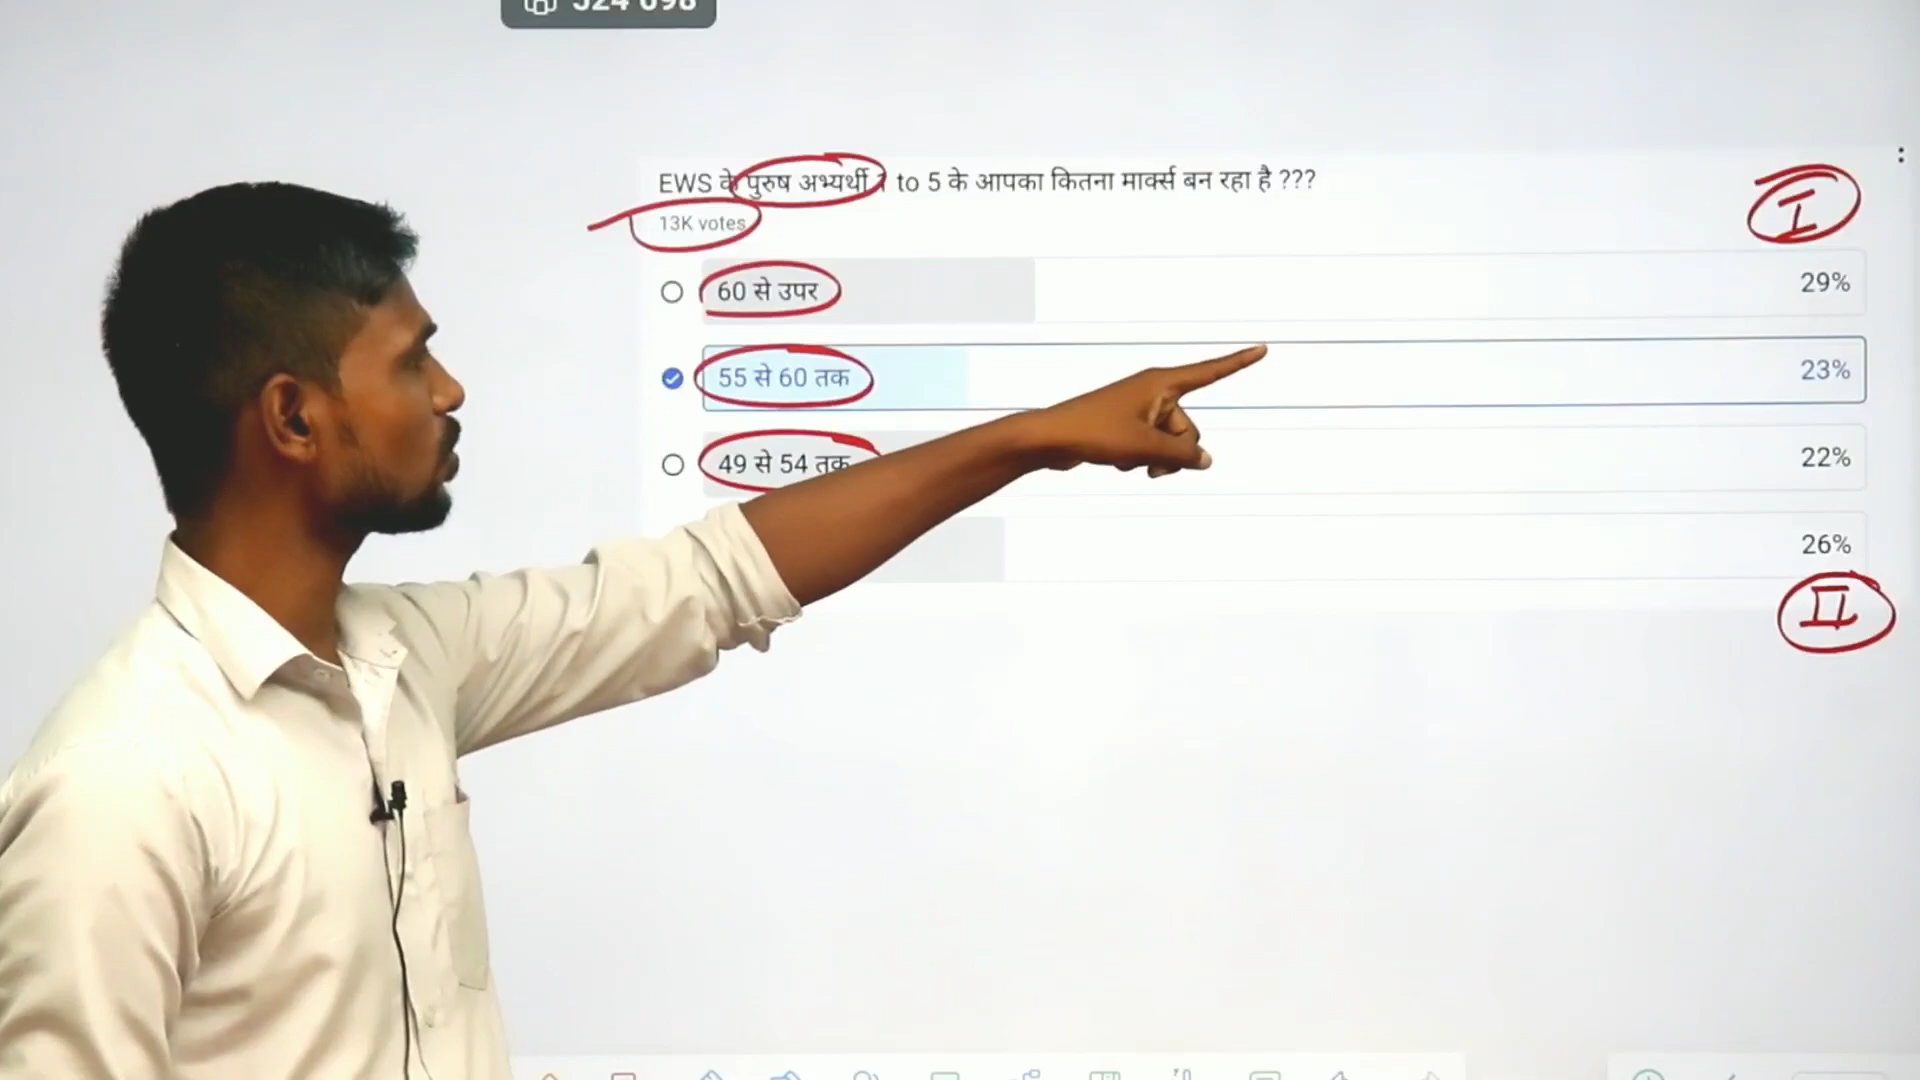 EWS के पुरुष अभ्यर्थी to 5 के आपका कितना मार्क्स बन रहा है ???
I
13K votes
60 से उपर 29%
55 से 60 तक 23%
49 से 54 तक 22%
26%
II